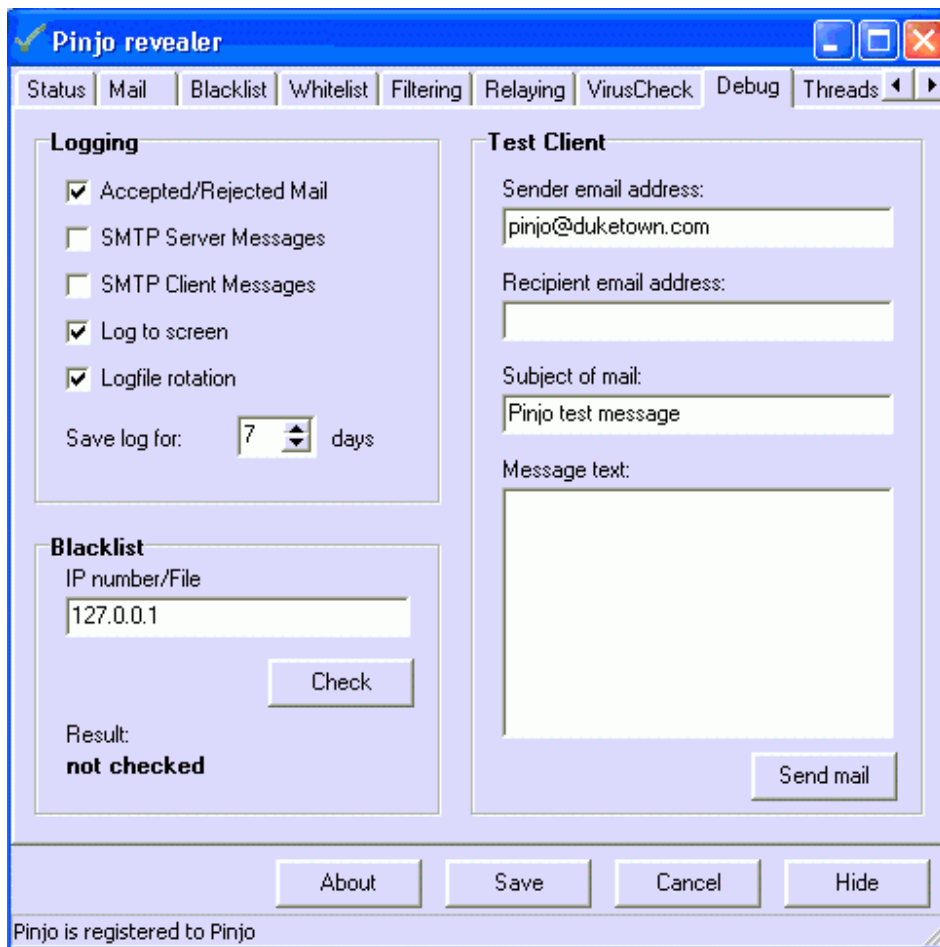 Pinjo revealer
Status Mail Blacklist Whitelist Filtering Relaying VirusCheck Debug Threads
Logging
Accepted/Rejected Mail
SMTP Server Messages
SMTP Client Messages
Log to screen
Logfile rotation
Save log for: 7 days
Blacklist
IP number/File
127.0.0.1
Check
Result:
not checked
Test Client
Sender email address:
pinjo@duketown.com
Recipient email address:
Subject of mail:
Pinjo test message
Message text:
Send mail
About Save Cancel Hide
Pinjo is registered to Pinjo